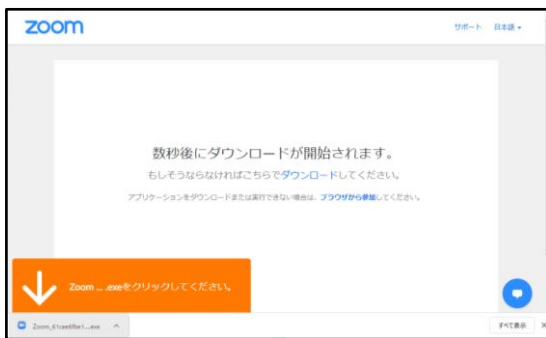 zoom
サポート 日本語
数秒後にダウンロードが開始されます。
もしそうならなければこちらでダウンロードしてください。
アプリケーションをダウンロードまたは実行できない場合は、ブラウザから参加してください。
Zoom ... .exeをクリックしてください。
すべて表示